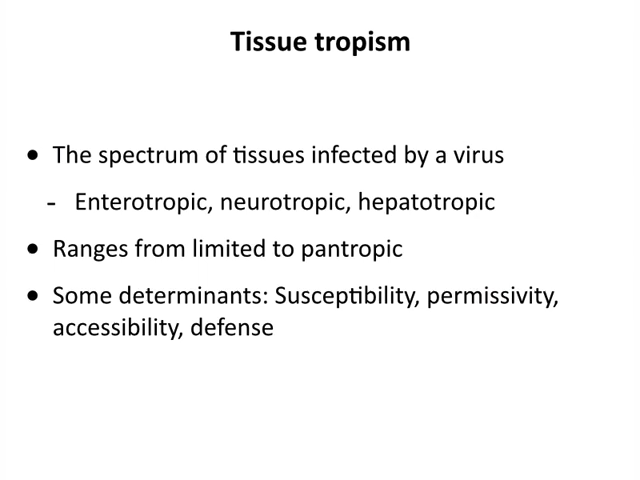 Tissue tropism
• The spectrum of tissues infected by a virus
- Enterotropic, neurotropic, hepatotropic
• Ranges from limited to pantropic
• Some determinants: Susceptibility, permissivity,
accessibility, defense